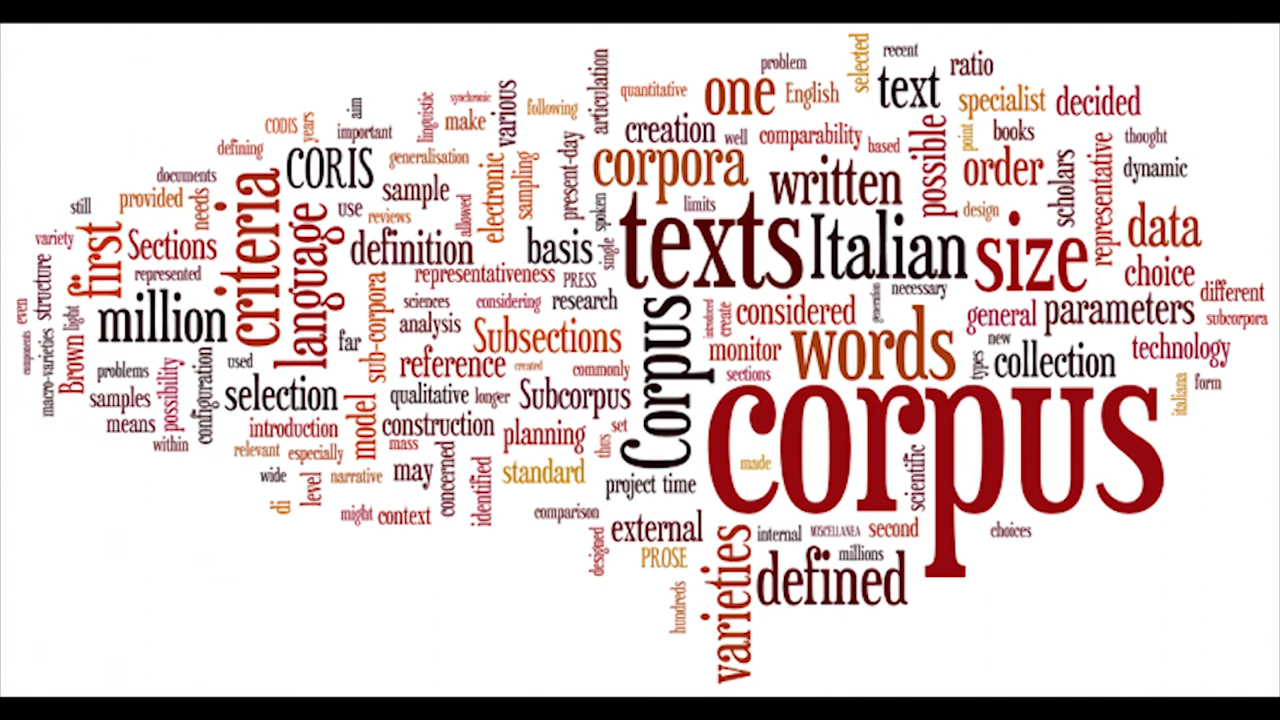 problem
selected
recent
articulation
quantitative
one
English
text
ratio
specialist
decided
aim
linguistic
synchronic
make
various
following
creation
well
comparability
based
possible
point
books
thought
CODIS
years
important
defining
CORIS
generalisation
electronic
sampling
present-day
corpora
written
order
scholars
representative
dynamic
documents
provided
needs
criteria
sample
use
reviews
allowed
spoken
limits
design
still
variety
first
Sections
language
definition
basis
single
texts
Italian
size
data
choice
structure
represented
representativeness
PRESS
necessary
generation
different
even
light
million
sub-corpora
sciences
considering
research
Corpus
introduced
create
considered
general
parameters
subcorpora
components
macro-varieties
Brown
far
analysis
Subsections
monitor
words
new
types
collection
technology
problems
possibility
configuration
used
reference
created
commonly
sections
italiana
form
samples
selection
model
qualitative
longer
Subcorpus
corpus
means
within
introduction
construction
planning
set
thus
relevant
especially
mass
may
concerned
standard
made
scientific
wide
level
narrative
identified
project
time
di
might
context
comparison
designed
external
varieties
internal
MISCELLANEA
second
choices
PROSE
millions
defined
hundreds